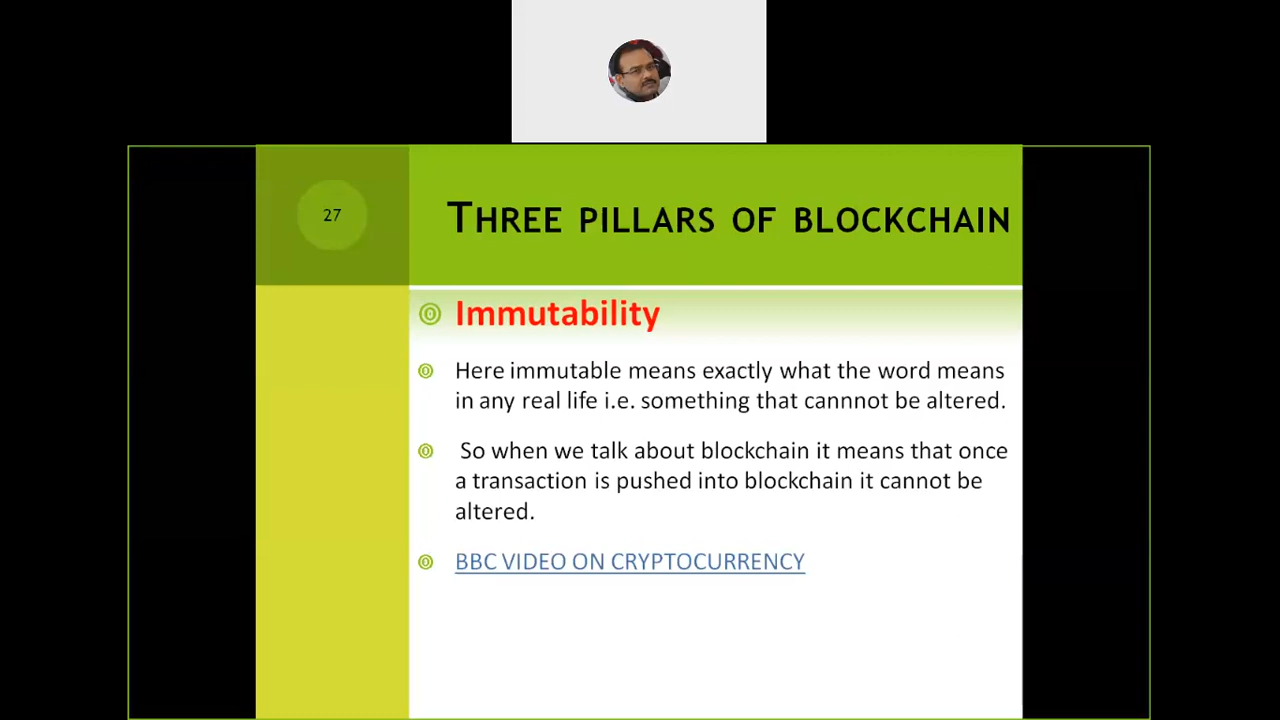 27
THREE PILLARS OF BLOCKCHAIN
Immutability
Here immutable means exactly what the word means
in any real life i.e. something that cannnot be altered.
So when we talk about blockchain it means that once
a transaction is pushed into blockchain it cannot be
altered.
BBC VIDEO ON CRYPTOCURRENCY